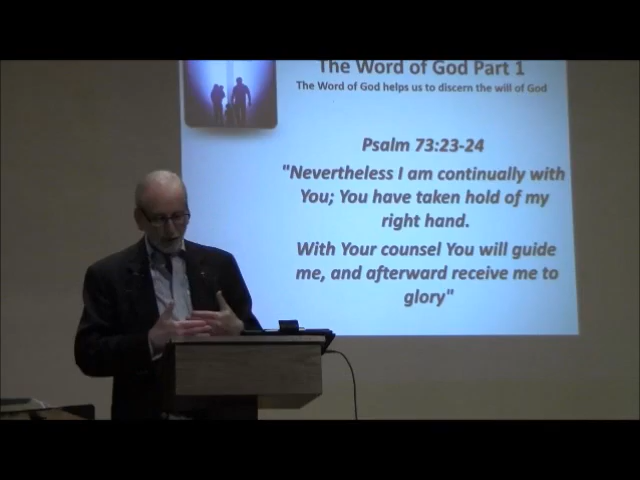 The Word of God Part 1
The Word of God helps us to discern the will of God
Psalm 73:23-24
"Nevertheless I am continually with
You; You have taken hold of my
right hand.
With Your counsel You will guide
me, and afterward receive me to
glory"